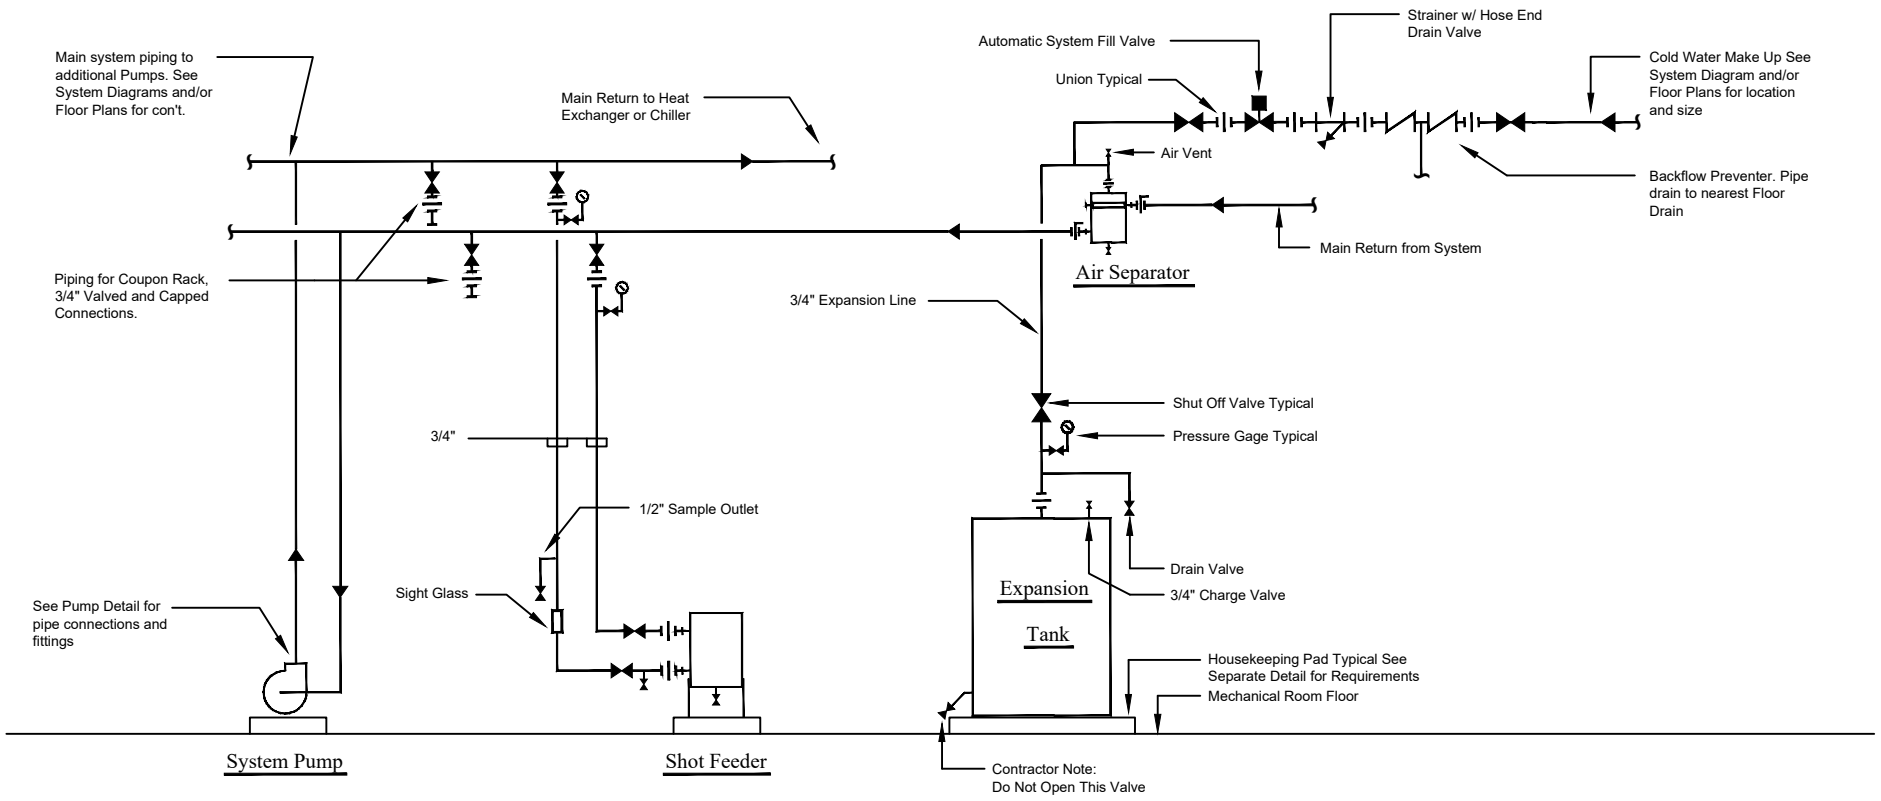 Main system piping to
additional Pumps. See
System Diagrams and/or
Floor Plans for con't.
Main Return to Heat
Exchanger or Chiller
Automatic System Fill Valve
Union Typical
Strainer w/ Hose End
Drain Valve
Cold Water Make Up See
System Diagram and/or
Floor Plans for location
and size
Air Vent
Backflow Preventer. Pipe
drain to nearest Floor
Drain
Main Return from System
Air Separator
Piping for Coupon Rack,
3/4" Valved and Capped
Connections.
3/4" Expansion Line
Shut Off Valve Typical
Pressure Gage Typical
3/4"
1/2" Sample Outlet
Sight Glass
Drain Valve
3/4" Charge Valve
Expansion
Tank
See Pump Detail for
pipe connections and
fittings
Housekeeping Pad Typical See
Separate Detail for Requirements
Mechanical Room Floor
System Pump
Shot Feeder
Contractor Note:
Do Not Open This Valve